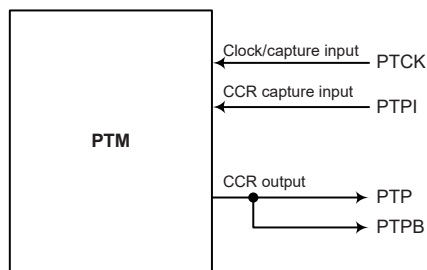 Clock/capture input
PTCK
CCR capture input
PTPI
PTM
CCR output
PTP
PTPB